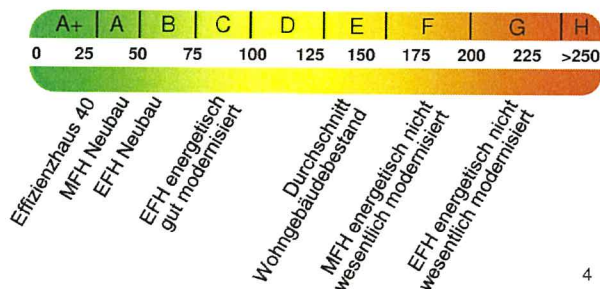 A+ A B C D E F G H
0 25 50 75 100 125 150 175 200 225 >250
Effizienzhaus 40
MFH Neubau
EFH Neubau
EFH energetisch
gut modernisiert
Durchschnitt
Wohngebäudebestand
MFH energetisch nicht
wesentlich modernisiert
EFH energetisch nicht
wesentlich modernisiert
4